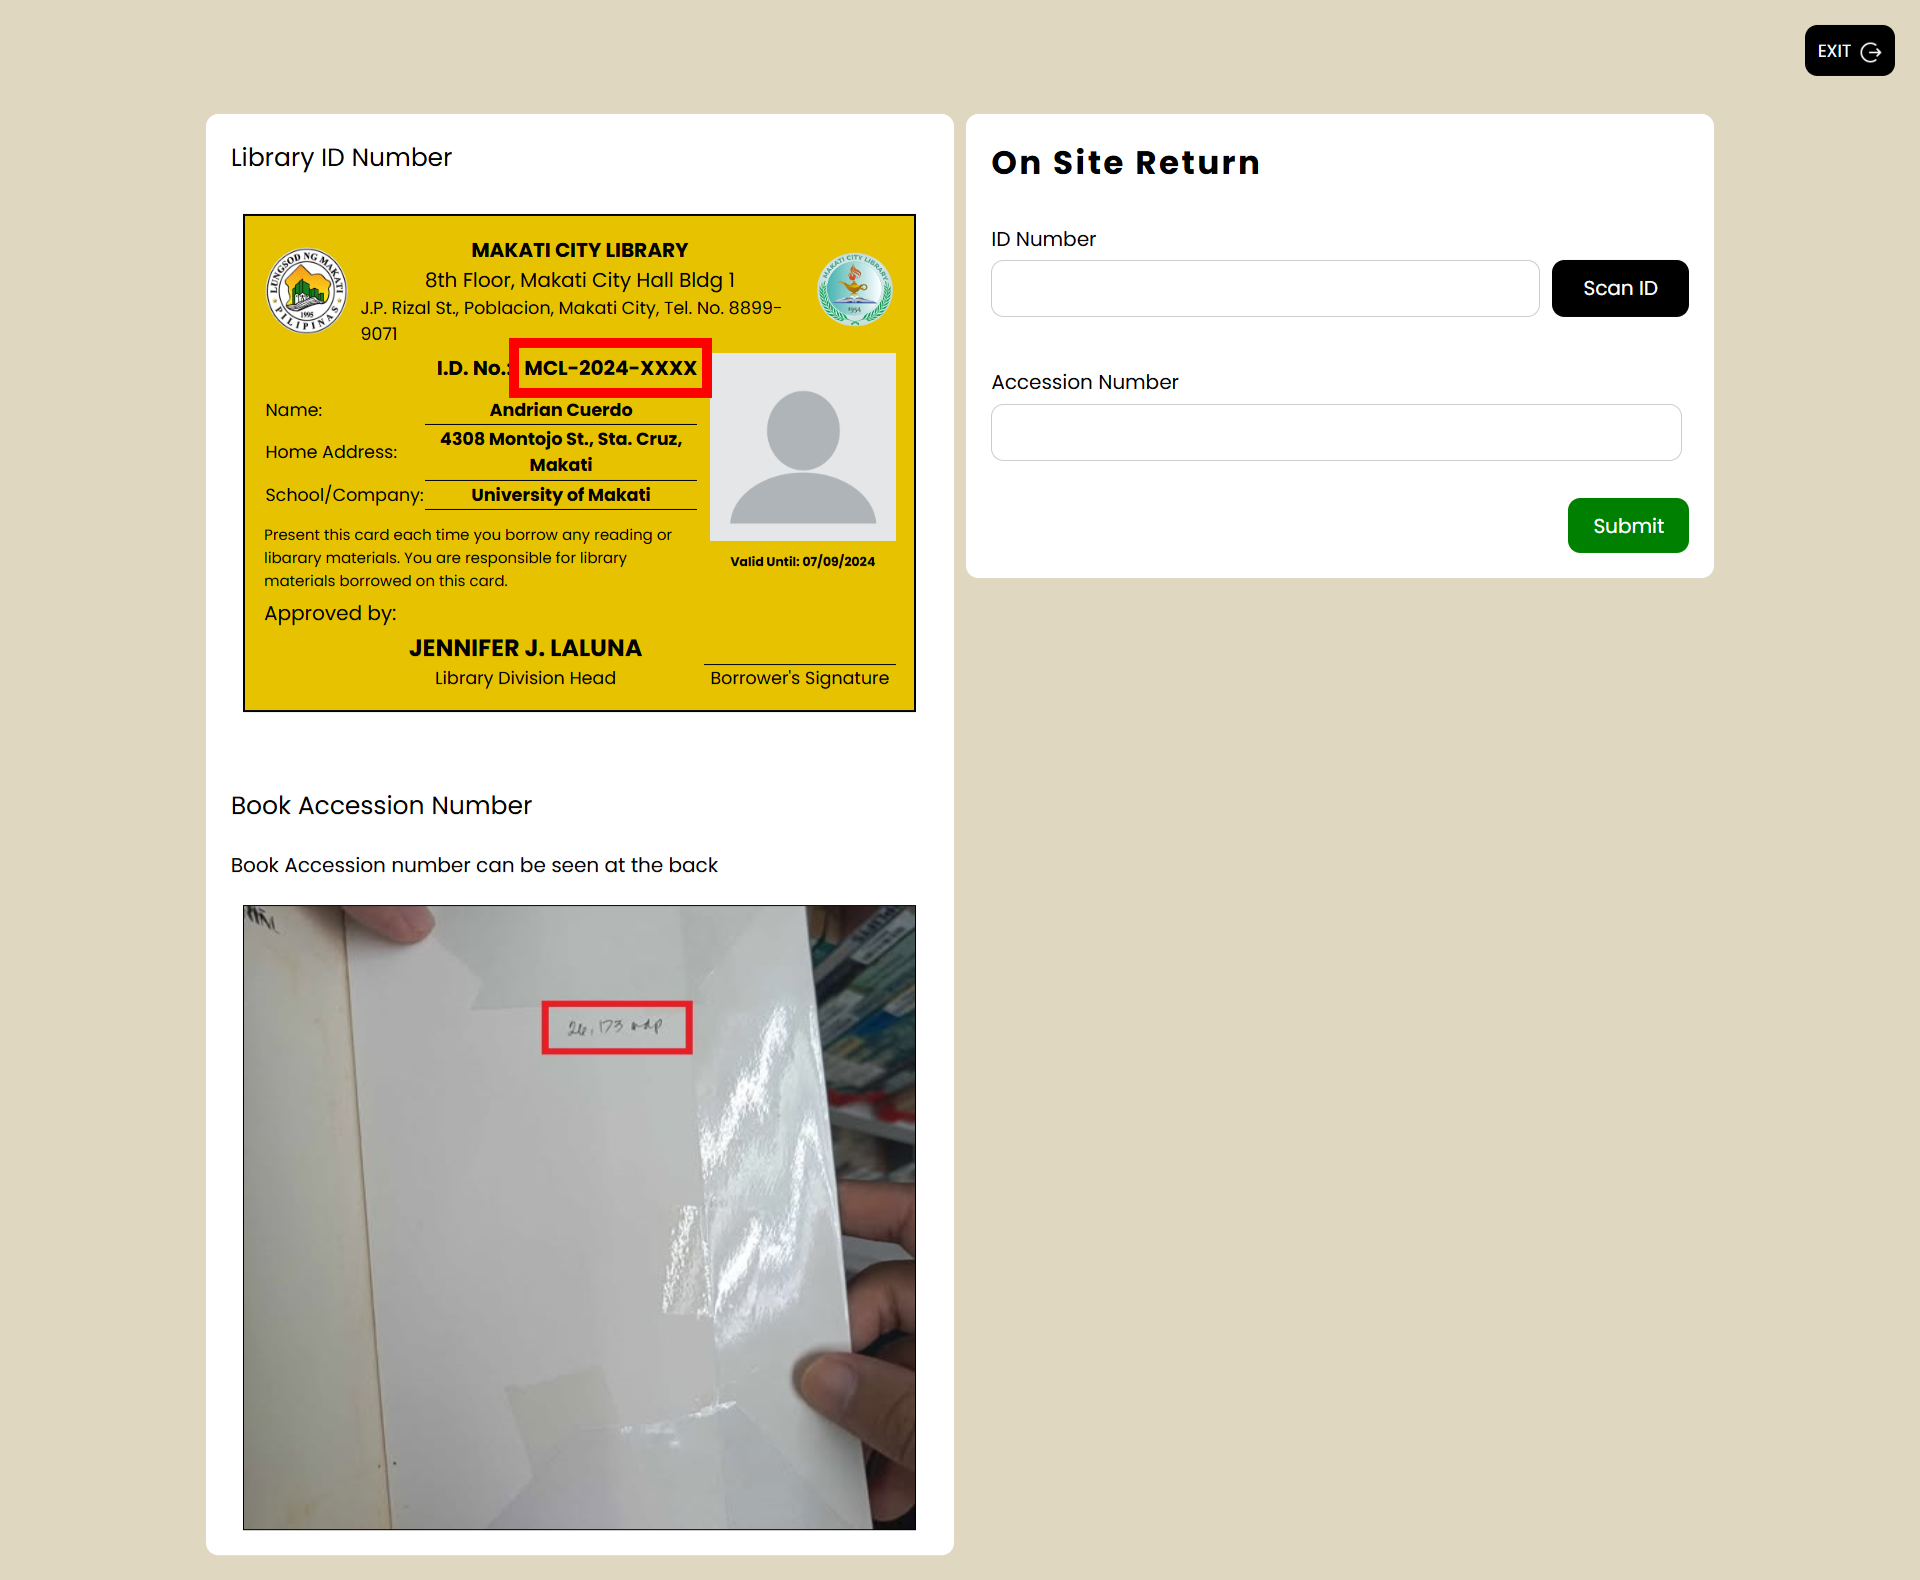 EXIT
Library ID Number
LUNGSOD NG MAKATI
PILIPINAS
1995
MAKATI CITY LIBRARY
8th Floor, Makati City Hall Bldg 1
J.P. Rizal St., Poblacion, Makati City, Tel. No. 8899-
9071
MAKATI CITY LIBRARY
1954
I.D. No.: MCL-2024-XXXX
Name: Andrian Cuerdo
Home Address: 4308 Montojo St., Sta. Cruz,
Makati
School/Company: University of Makati
Present this card each time you borrow any reading or
libarary materials. You are responsible for library
materials borrowed on this card.
Valid Until: 07/09/2024
Approved by:
JENNIFER J. LALUNA
Library Division Head
Borrower's Signature
Book Accession Number
Book Accession number can be seen at the back
26,173
On Site Return
ID Number
Scan ID
Accession Number
Submit